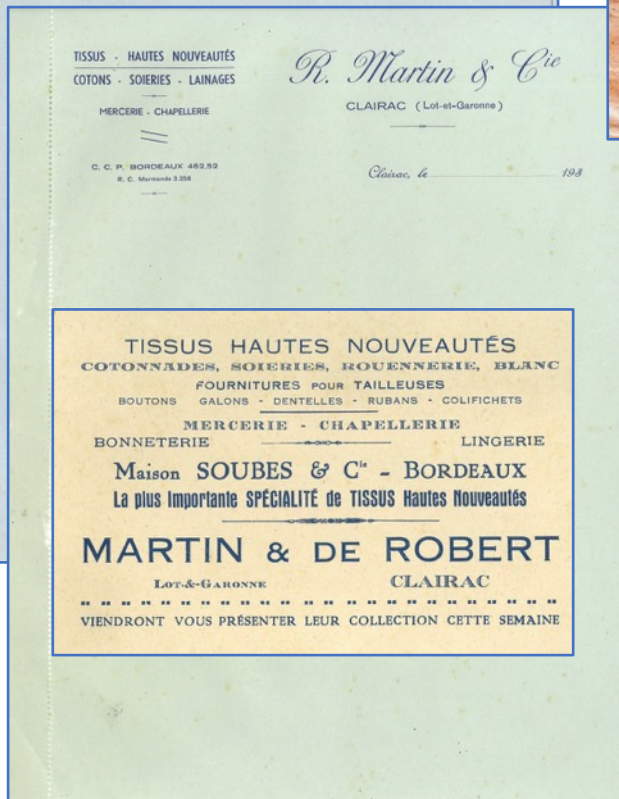 TISSUS - HAUTES NOUVEAUTÉS
COTONS - SOIERIES - LAINAGES
MERCERIE - CHAPELLERIE
C. C. P. BORDEAUX 462,52
R. C. Marmande 3.258
R. Martin & Cie
CLAIRAC (Lot-et-Garonne)
Clairac, le 198
TISSUS HAUTES NOUVEAUTÉS
COTONNADES, SOIERIES, ROUENNERIE, BLANC
FOURNITURES POUR TAILLEUSES
BOUTONS GALONS - DENTELLES - RUBANS - COLIFICHETS
MERCERIE - CHAPELLERIE
BONNETERIE LINGERIE
Maison SOUBES & Cie - BORDEAUX
La plus Importante SPÉCIALITÉ de TISSUS Hautes Nouveautés
MARTIN & DE ROBERT
LOT-&-GARONNE CLAIRAC
VIENDRONT VOUS PRÉSENTER LEUR COLLECTION CETTE SEMAINE